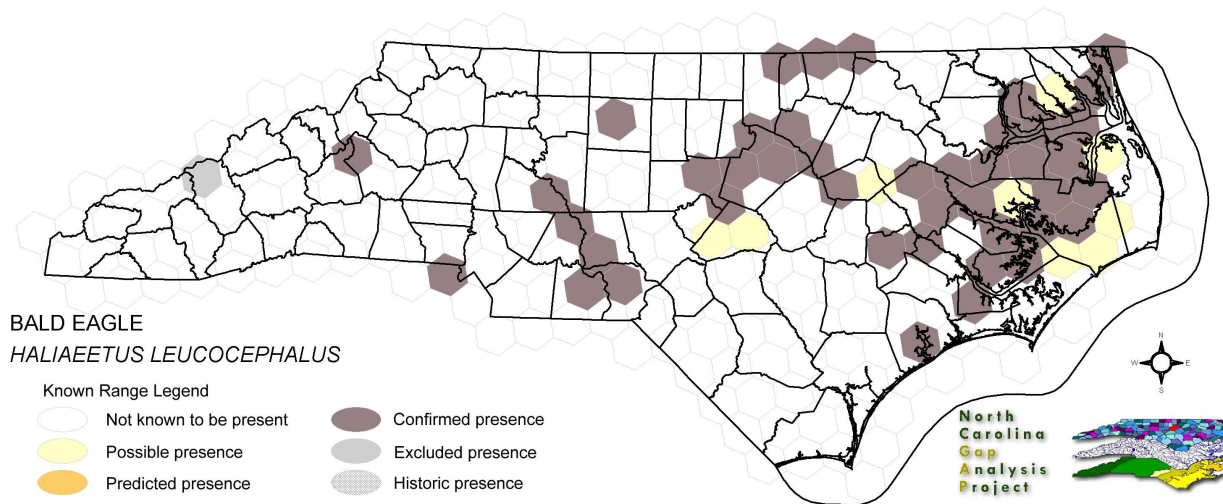 BALD EAGLE
HALIAEETUS LEUCOCEPHALUS
Known Range Legend
Not known to be present
Possible presence
Predicted presence
Confirmed presence
Excluded presence
Historic presence
N
W E
S
North
Carolina
Gap
Analysis
Project